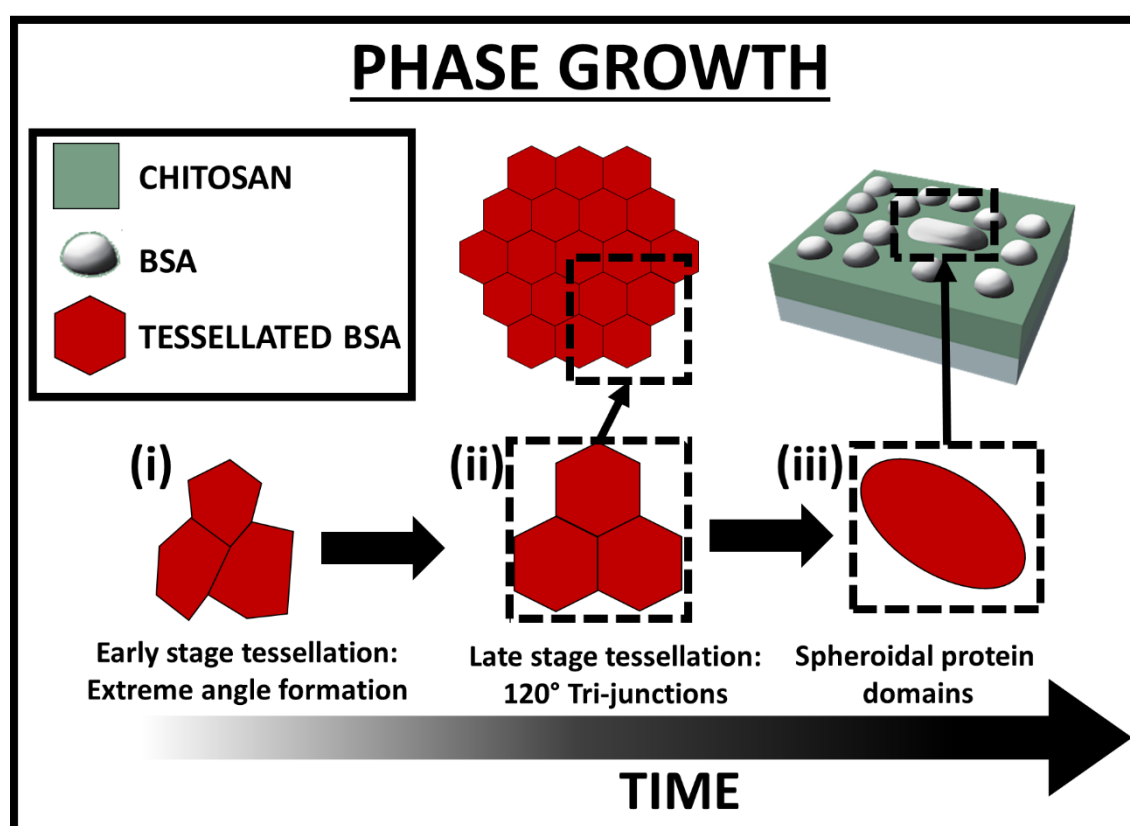 PHASE GROWTH
CHITOSAN
BSA
TESSELLATED BSA
(i)
(ii)
(iii)
Early stage tessellation:
Extreme angle formation
Late stage tessellation:
120° Tri-junctions
Spheroidal protein
domains
TIME